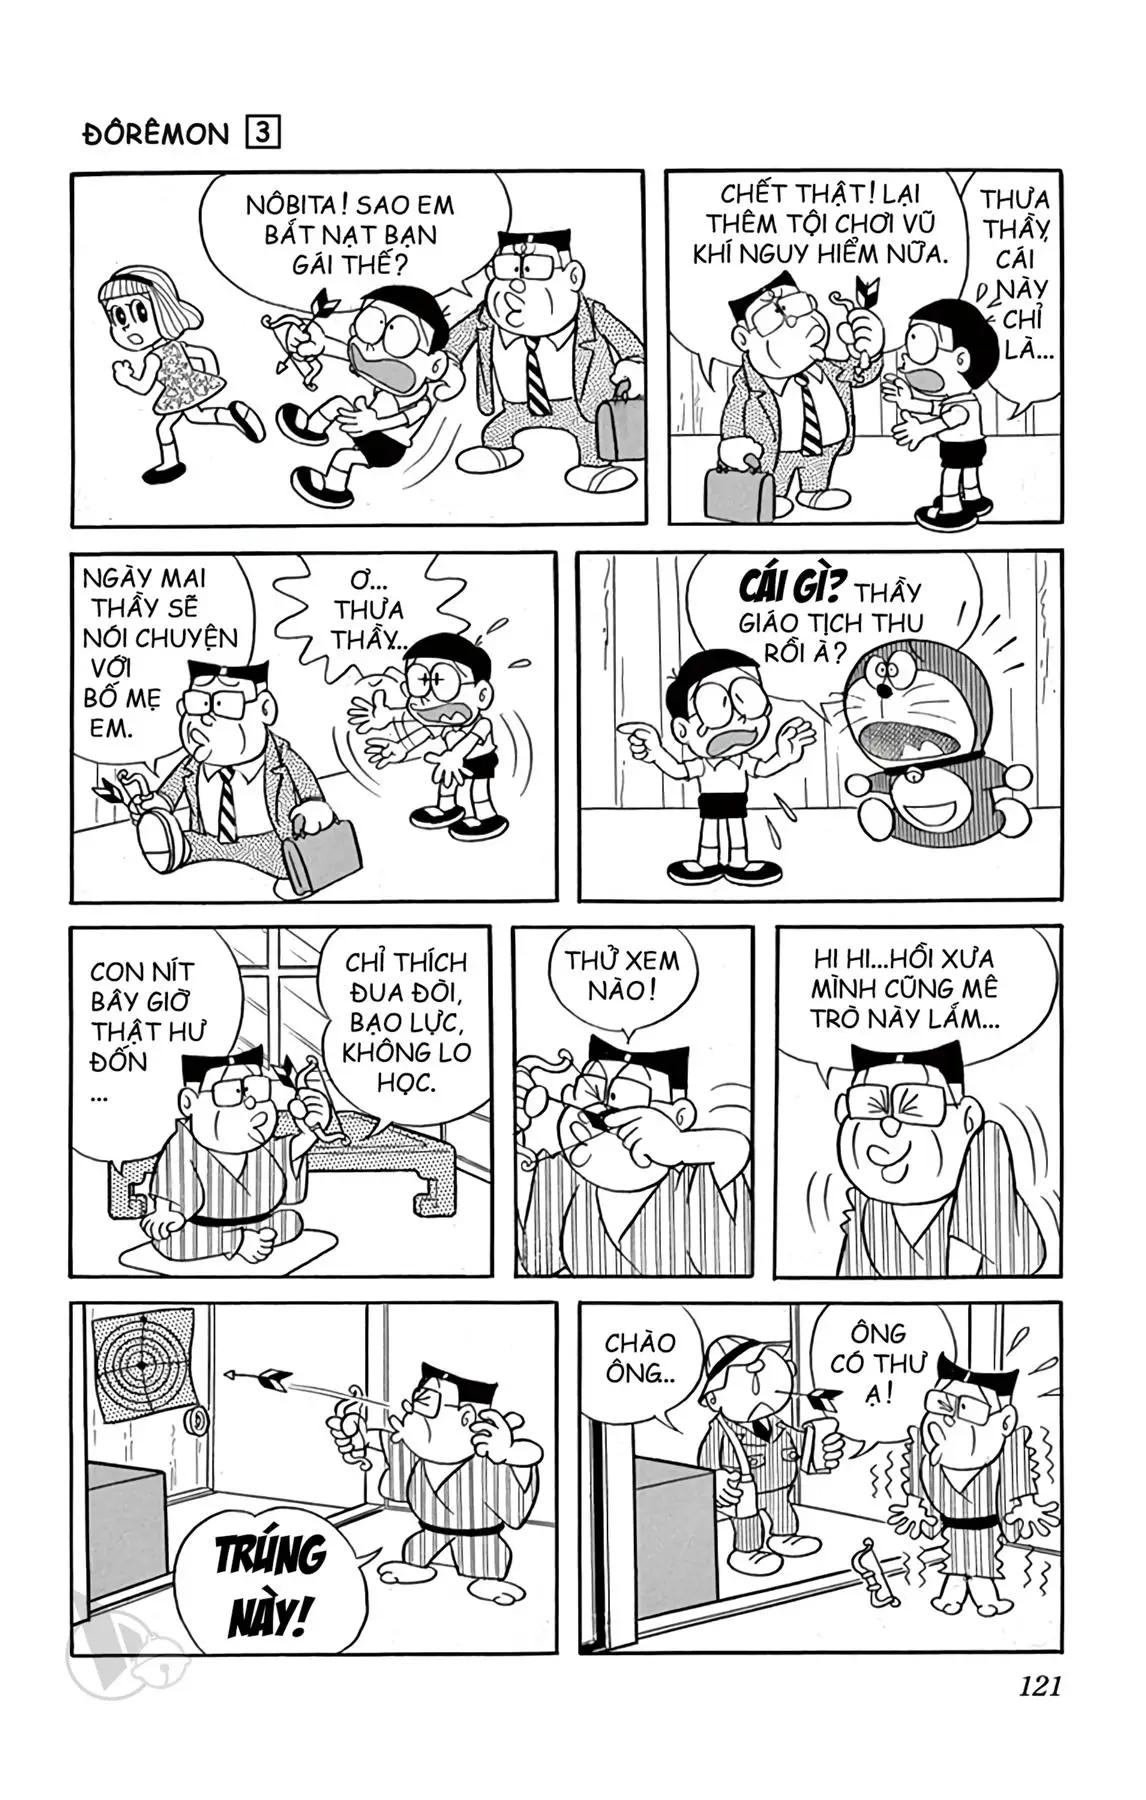 ĐÔRÊMON 3
NÔBITA! SAO EM
BẮT NẠT BẠN
GÁI THẾ?
CHẾT THẬT! LẠI
THÊM TỘI CHƠI VŨ
KHÍ NGUY HIỂM NỮA.
THƯA
THẦY,
CÁI
NÀY
CHỈ
LÀ...
NGÀY MAI
THẦY SẼ
NÓI CHUYỆN
VỚI
BỐ MẸ
EM.
Ơ...
THƯA
THẦY...
CÁI GÌ? THẦY
GIÁO TỊCH THU
RỒI À?
CON NÍT
BÂY GIỜ
THẬT HƯ
ĐỐN
...
CHỈ THÍCH
ĐUA ĐÒI,
BẠO LỰC,
KHÔNG LO
HỌC.
THỬ XEM
NÀO!
HI HI...HỒI XƯA
MÌNH CŨNG MÊ
TRÒ NÀY LẮM...
TRÚNG
NÀY!
CHÀO
ÔNG..
ÔNG
CÓ THƯ
Ạ!
121